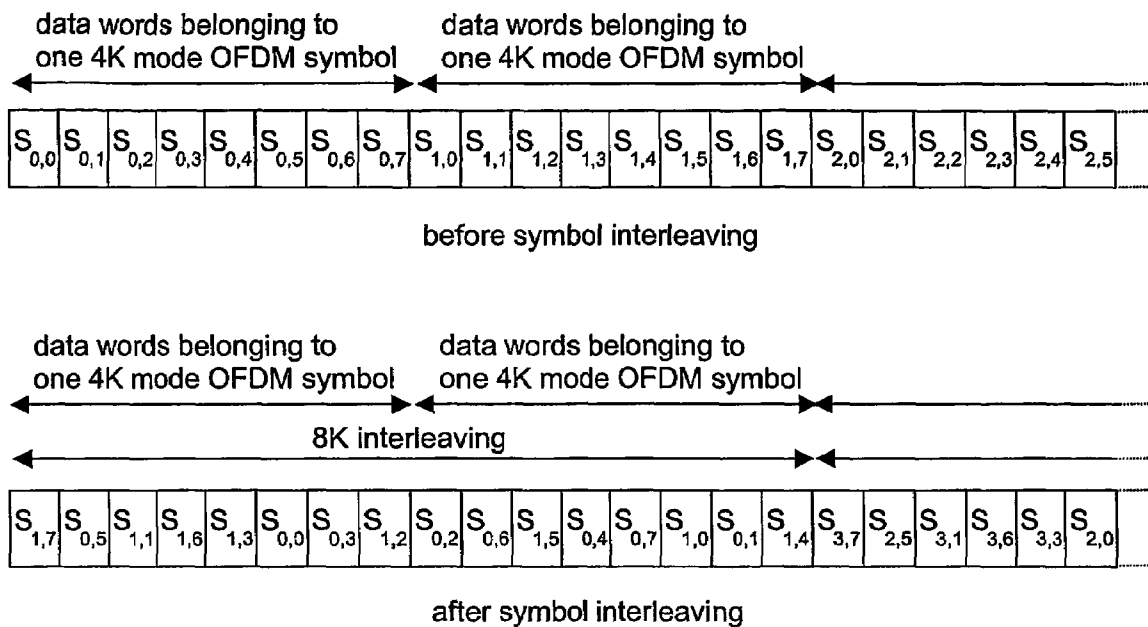 data words belonging to one 4K mode OFDM symbol
data words belonging to one 4K mode OFDM symbol
S0,0 S0,1 S0,2 S0,3 S0,4 S0,5 S0,6 S0,7 S1,0 S1,1 S1,2 S1,3 S1,4 S1,5 S1,6 S1,7 S2,0 S2,1 S2,2 S2,3 S2,4 S2,5
before symbol interleaving
data words belonging to one 4K mode OFDM symbol
data words belonging to one 4K mode OFDM symbol
8K interleaving
S1,7 S0,5 S1,1 S1,6 S1,3 S0,0 S0,3 S1,2 S0,2 S0,6 S1,5 S0,4 S0,7 S1,0 S0,1 S1,4 S3,7 S2,5 S3,1 S3,6 S3,3 S2,0
after symbol interleaving